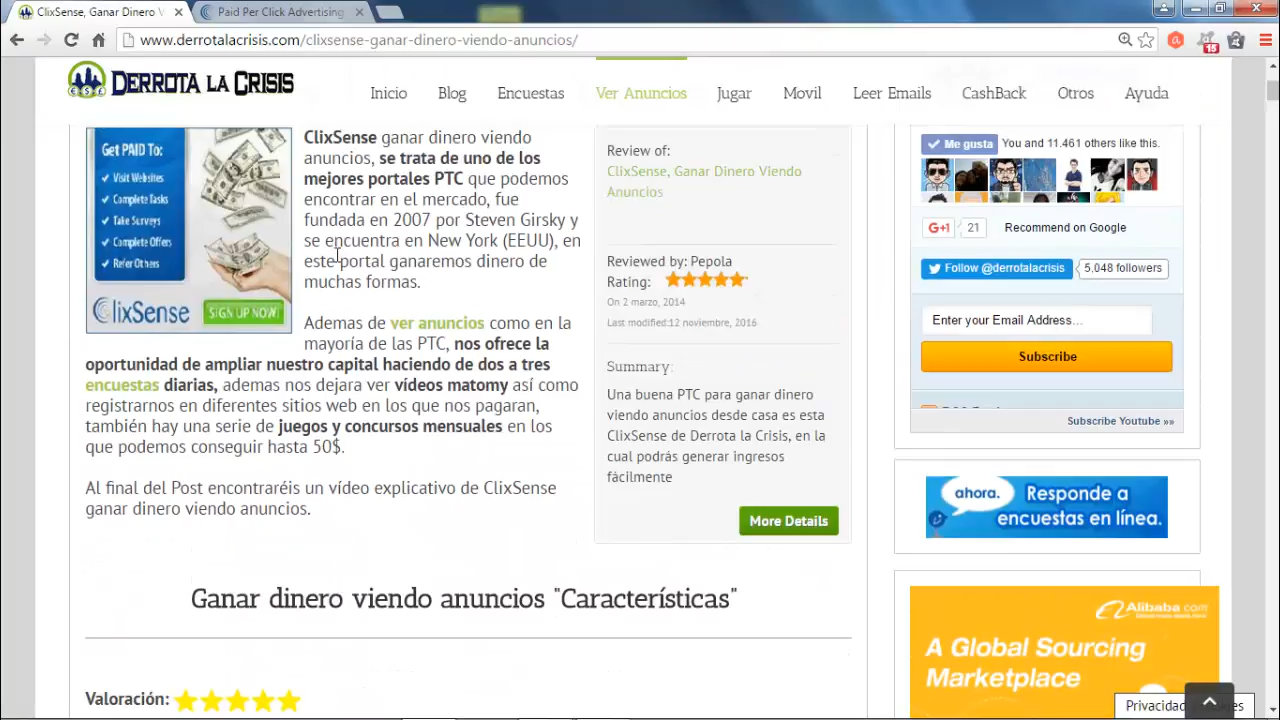 ClixSense, Ganar Dinero V
Paid Per Click Advertising
www.derrotalacrisis.com/clixsense-ganar-dinero-viendo-anuncios/
15
DERROTA LA CRISIS
Inicio
Blog
Encuestas
Ver Anuncios
Jugar
Movil
Leer Emails
CashBack
Otros
Ayuda
Get PAID To:
Visit Websites
Complete Tasks
Take Surveys
Complete Offers
Refer Others
ClixSense
SIGN UP NOW!
ClixSense ganar dinero viendo
anuncios, se trata de uno de los
mejores portales PTC que podemos
encontrar en el mercado, fue
fundada en 2007 por Steven Girsky y
se encuentra en New York (EEUU), en
este portal ganaremos dinero de
muchas formas.
Ademas de ver anuncios como en la
mayoría de las PTC, nos ofrece la
oportunidad de ampliar nuestro capital haciendo de dos a tres
encuestas diarias, ademas nos dejara ver vídeos matomy así como
registrarnos en diferentes sitios web en los que nos pagaran,
también hay una serie de juegos y concursos mensuales en los
que podemos conseguir hasta 50$.
Al final del Post encontraréis un vídeo explicativo de ClixSense
ganar dinero viendo anuncios.
Review of:
ClixSense, Ganar Dinero Viendo
Anuncios
Reviewed by: Pepola
Rating:
On 2 marzo, 2014
Last modified:12 noviembre, 2016
Summary:
Una buena PTC para ganar dinero
viendo anuncios desde casa es esta
ClixSense de Derrota la Crisis, en la
cual podrás generar ingresos
fácilmente
More Details
Ganar dinero viendo anuncios "Características"
Valoración:
Me gusta
You and 11.461 others like this.
G+1
21
Recommend on Google
Follow @derrotalacrisis
5,048 followers
Enter your Email Address...
Subscribe
Subscribe Youtube »»
ahora.
Responde a
encuestas en línea.
Alibaba.com
A Global Sourcing
Marketplace
Privacidad